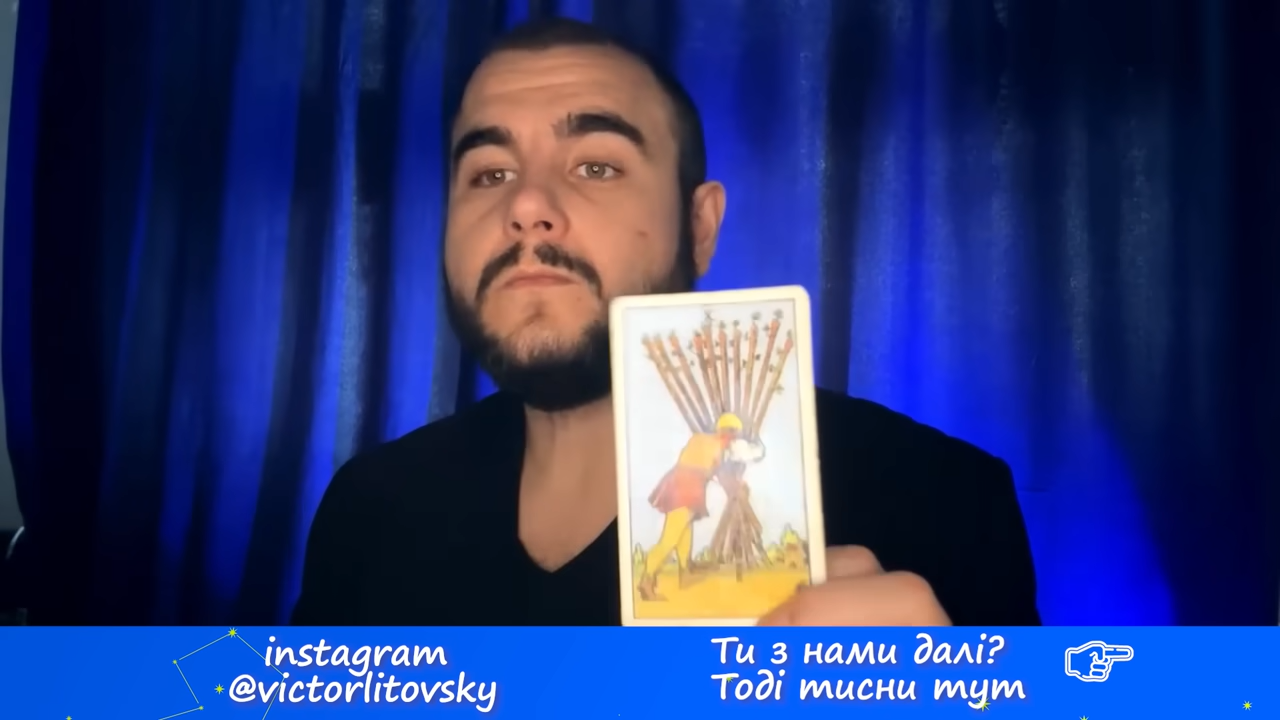 X
instagram
@victorlitovsky
Ти з нами далі?
Тоді тисни тут